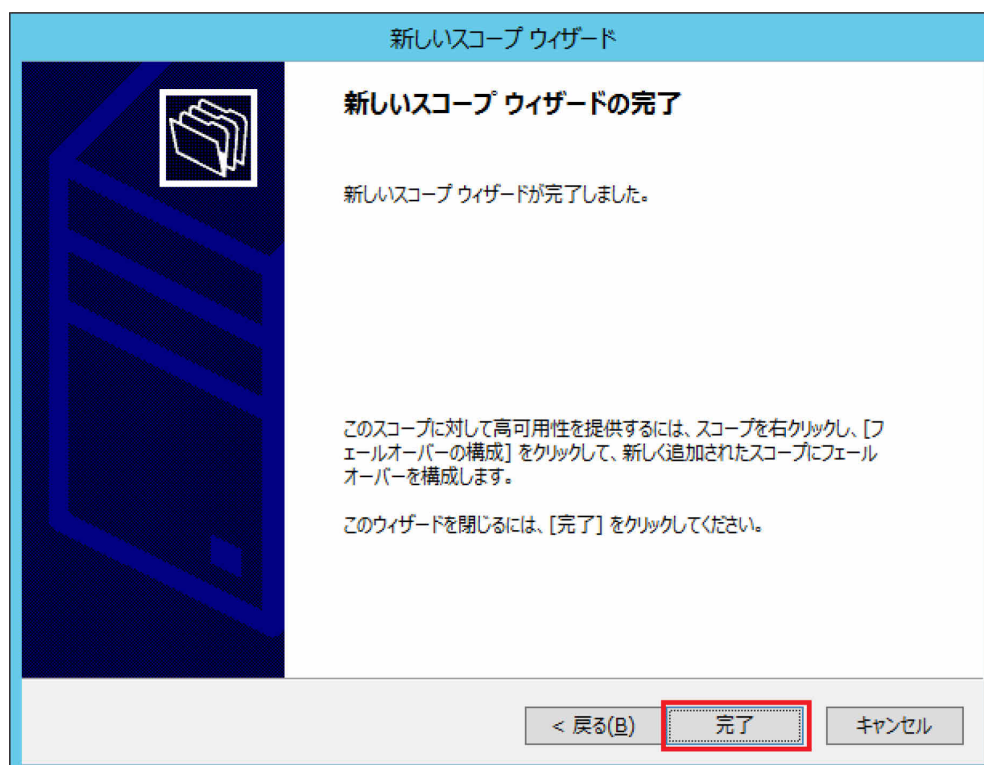 新しいスコープ ウィザード
新しいスコープ ウィザードの完了
新しいスコープ ウィザードが完了しました。
このスコープに対して高可用性を提供するには、スコープを右クリックし、[フ
ェールオーバーの構成] をクリックして、新しく追加されたスコープにフェール
オーバーを構成します。
このウィザードを閉じるには、[完了] をクリックしてください。
< 戻る(B) 完了 キャンセル